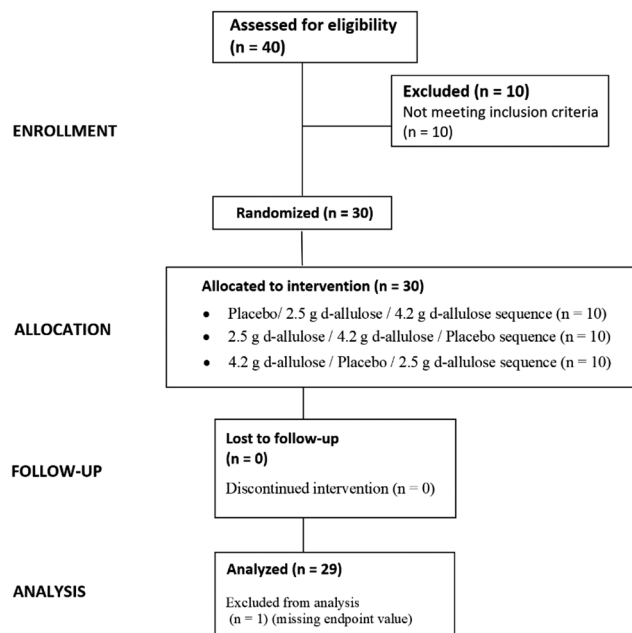 Assessed for eligibility
(n = 40)
Excluded (n = 10)
Not meeting inclusion criteria
(n = 10)
ENROLLMENT
Randomized (n = 30)
Allocated to intervention (n = 30)
• Placebo/ 2.5 g d-allulose / 4.2 g d-allulose sequence (n = 10)
• 2.5 g d-allulose / 4.2 g d-allulose / Placebo sequence (n = 10)
• 4.2 g d-allulose / Placebo / 2.5 g d-allulose sequence (n = 10)
ALLOCATION
Lost to follow-up
(n = 0)
Discontinued intervention (n = 0)
FOLLOW-UP
Analyzed (n = 29)
Excluded from analysis
(n = 1) (missing endpoint value)
ANALYSIS